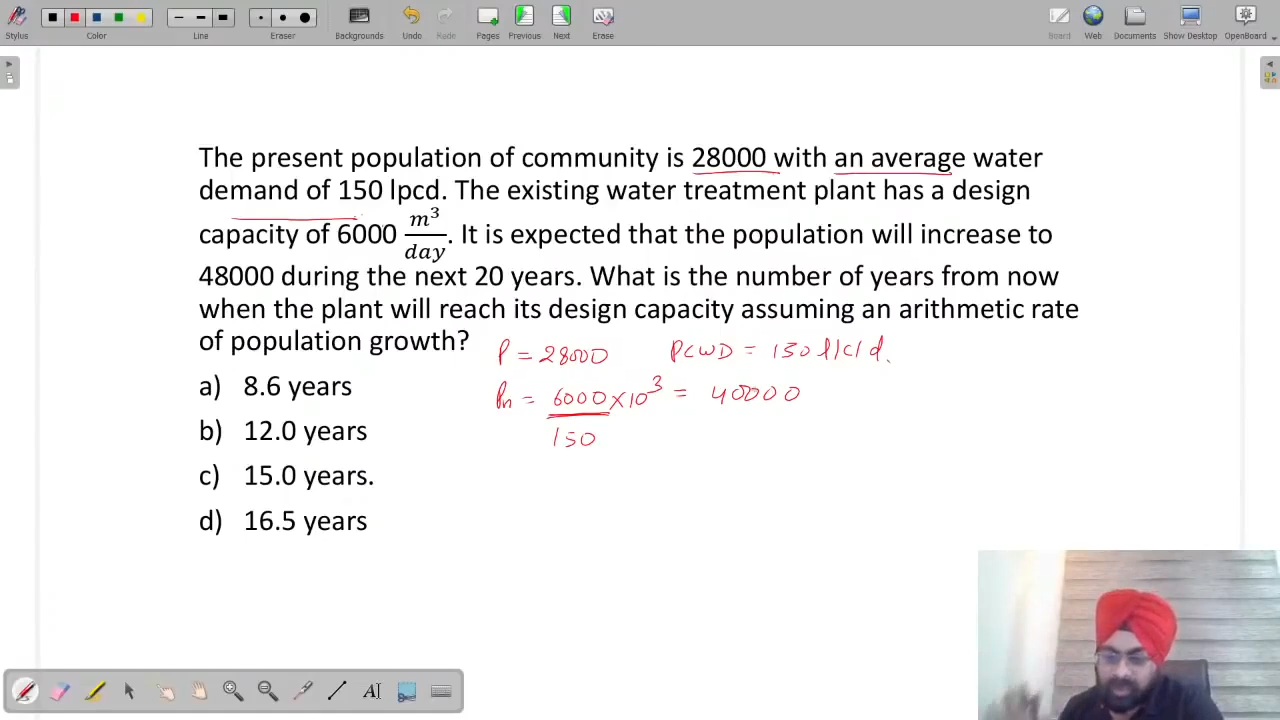 Stylus Color Line Eraser Backgrounds Undo Redo Pages Previous Next Erase Board Web Documents Show Desktop OpenBoard
The present population of community is 28000 with an average water
demand of 150 lpcd. The existing water treatment plant has a design
capacity of 6000 m³/day. It is expected that the population will increase to
48000 during the next 20 years. What is the number of years from now
when the plant will reach its design capacity assuming an arithmetic rate
of population growth?
P = 28000 PCWD = 150 l/c/d.
a) 8.6 years
Pn = 6000 × 10³ = 40000
150
b) 12.0 years
c) 15.0 years.
d) 16.5 years